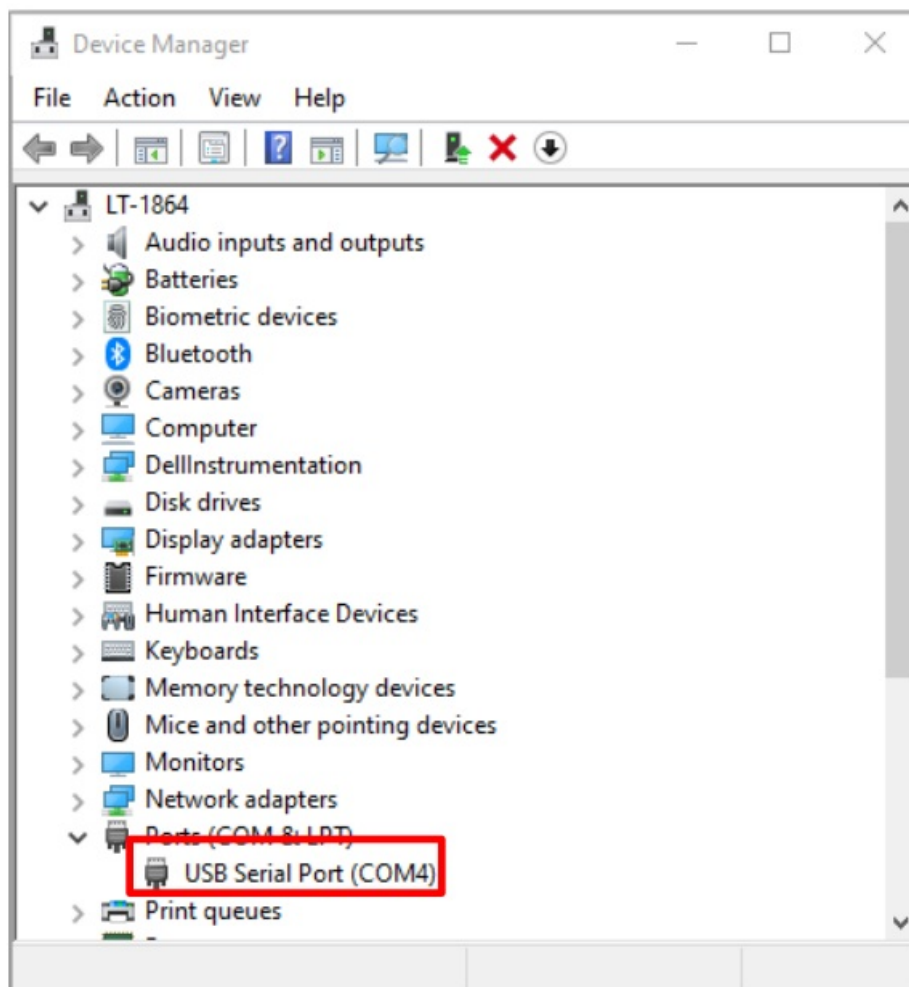 Device Manager
File Action View Help
LT-1864
Audio inputs and outputs
Batteries
Biometric devices
Bluetooth
Cameras
Computer
DellInstrumentation
Disk drives
Display adapters
Firmware
Human Interface Devices
Keyboards
Memory technology devices
Mice and other pointing devices
Monitors
Network adapters
Ports (COM & LPT)
USB Serial Port (COM4)
Print queues